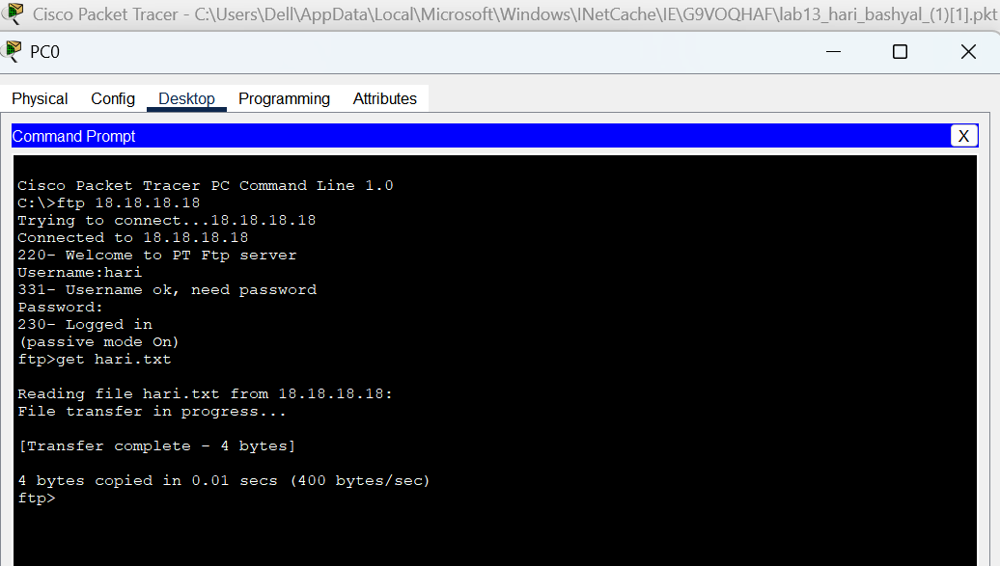 Cisco Packet Tracer - C:\Users\Dell\AppData\Local\Microsoft\Windows\INetCache\IE\G9VOQHAF\lab13_hari_bashyal_(1)[1].pkt
PC0
Physical Config Desktop Programming Attributes
Command Prompt X
Cisco Packet Tracer PC Command Line 1.0
C:\>ftp 18.18.18.18
Trying to connect...18.18.18.18
Connected to 18.18.18.18
220- Welcome to PT Ftp server
Username:hari
331- Username ok, need password
Password:
230- Logged in
(passive mode On)
ftp>get hari.txt
Reading file hari.txt from 18.18.18.18:
File transfer in progress...
[Transfer complete - 4 bytes]
4 bytes copied in 0.01 secs (400 bytes/sec)
ftp>